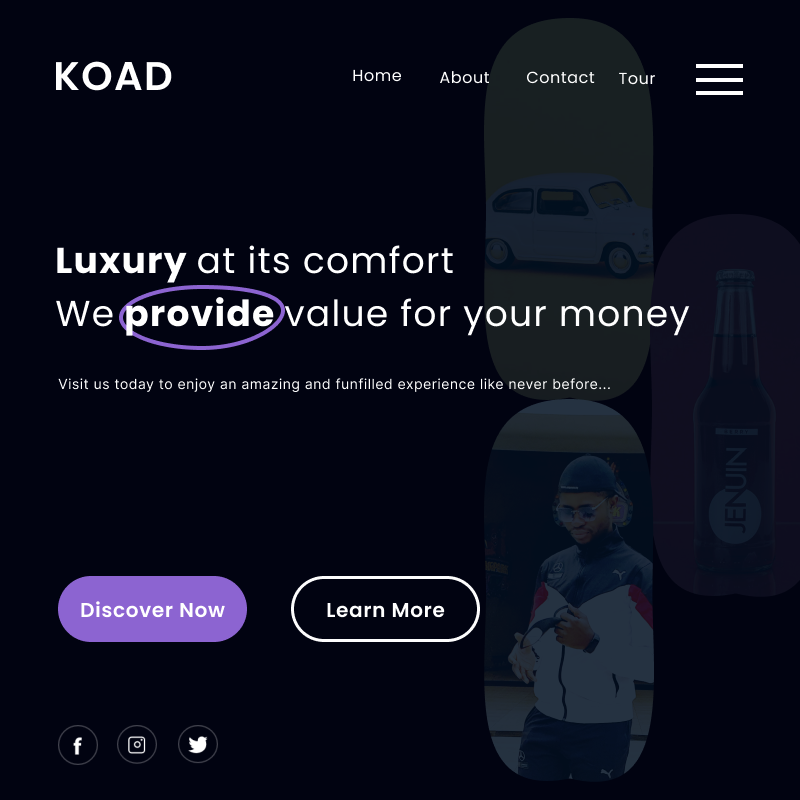 KOAD
Home About Contact Tour
Luxury at its comfort
We provide value for your money
Visit us today to enjoy an amazing and funfilled experience like never before...
JENUIN
Discover Now
Learn More